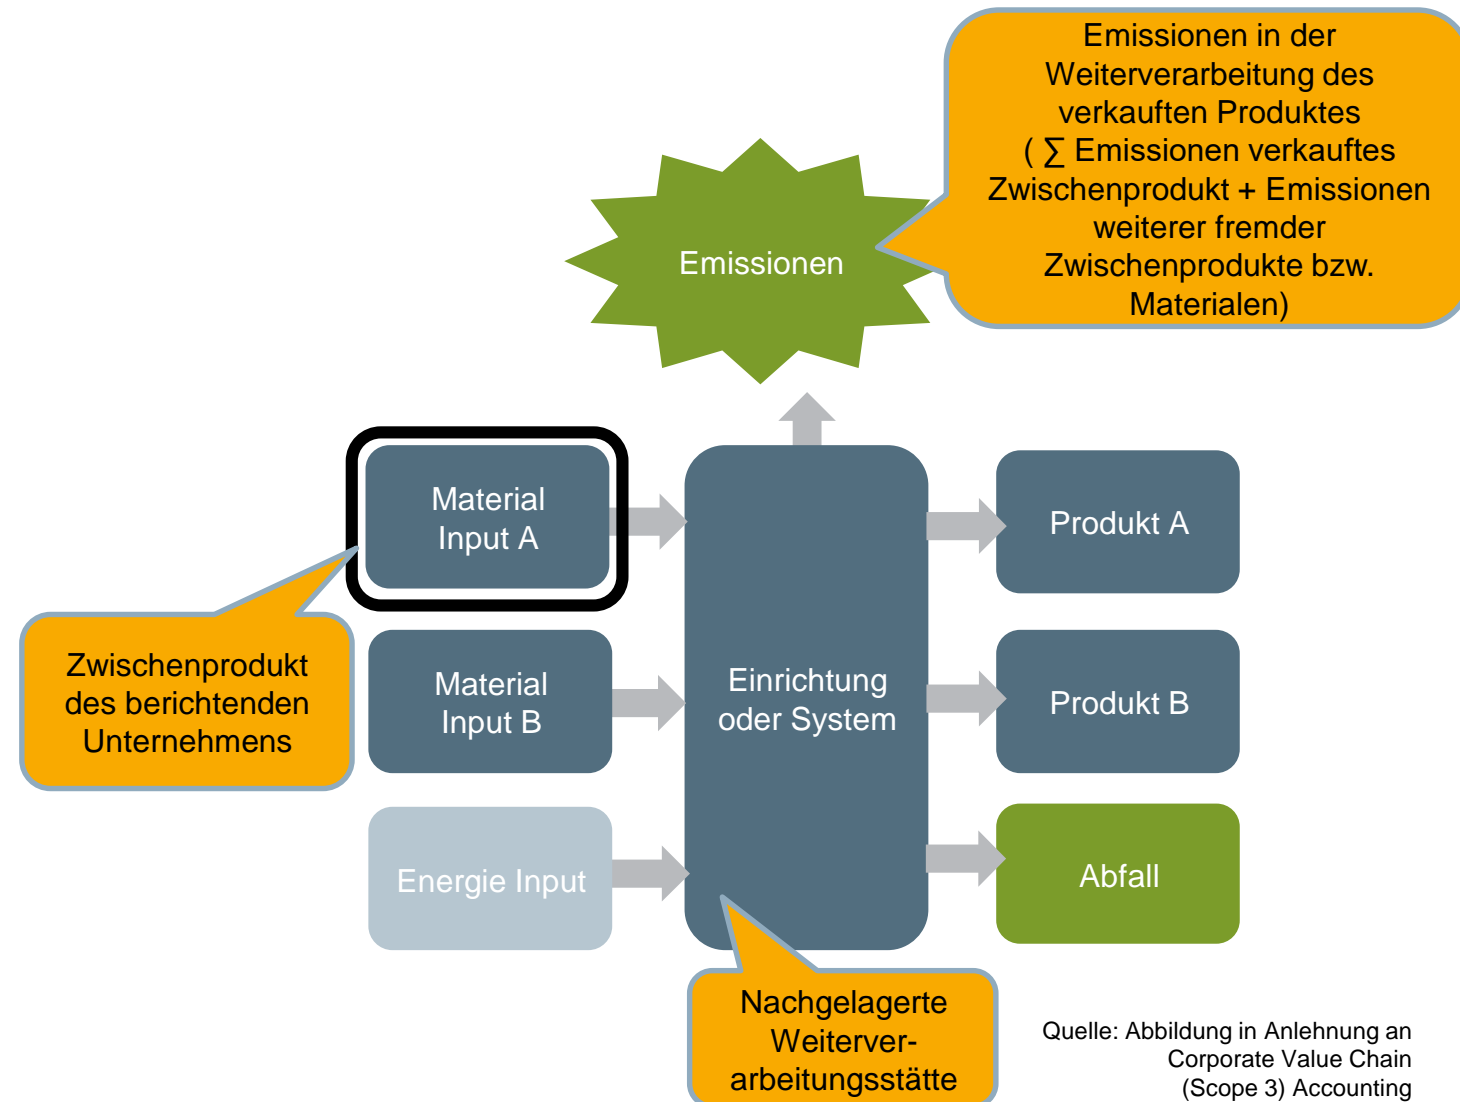 Emissionen in der
Weiterverarbeitung des
verkauften Produktes
( ∑ Emissionen verkauftes
Zwischenprodukt + Emissionen
weiterer fremder
Zwischenprodukte bzw.
Materialen)
Emissionen
Material
Input A
Produkt A
Zwischenprodukt
des berichtenden
Unternehmens
Material
Input B
Einrichtung
oder System
Produkt B
Energie Input
Abfall
Nachgelagerte
Weiterver-
arbeitungsstätte
Quelle: Abbildung in Anlehnung an
Corporate Value Chain
(Scope 3) Accounting